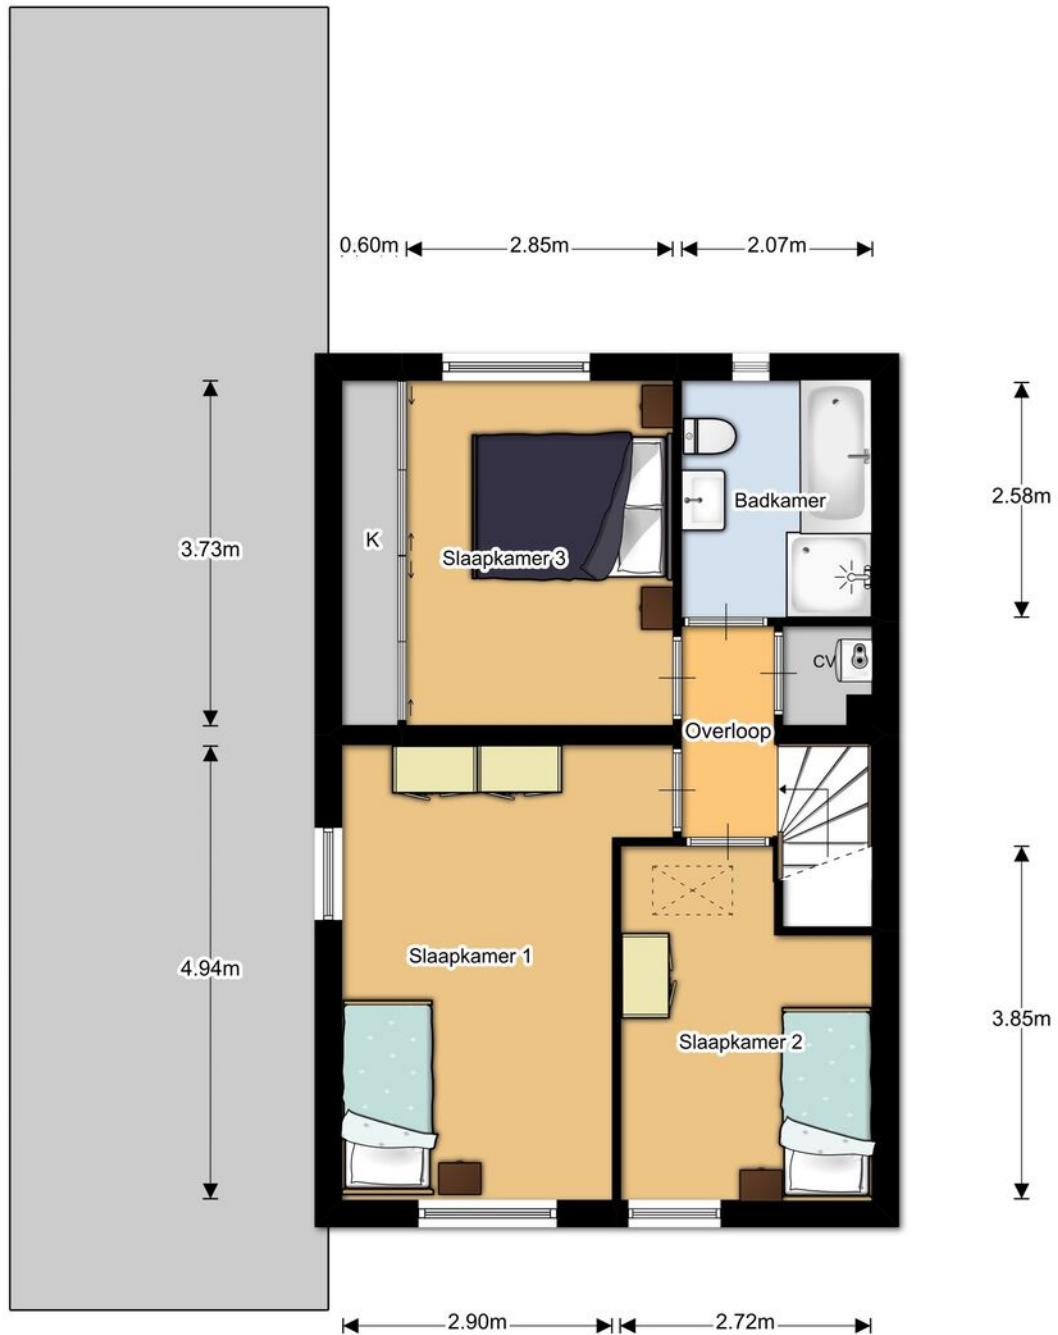 0.60m 2.85m 2.07m
2.58m
Badkamer
K
3.73m
Slaapkamer 3
CV
Overloop
Slaapkamer 1
4.94m
3.85m
Slaapkamer 2
2.90m 2.72m